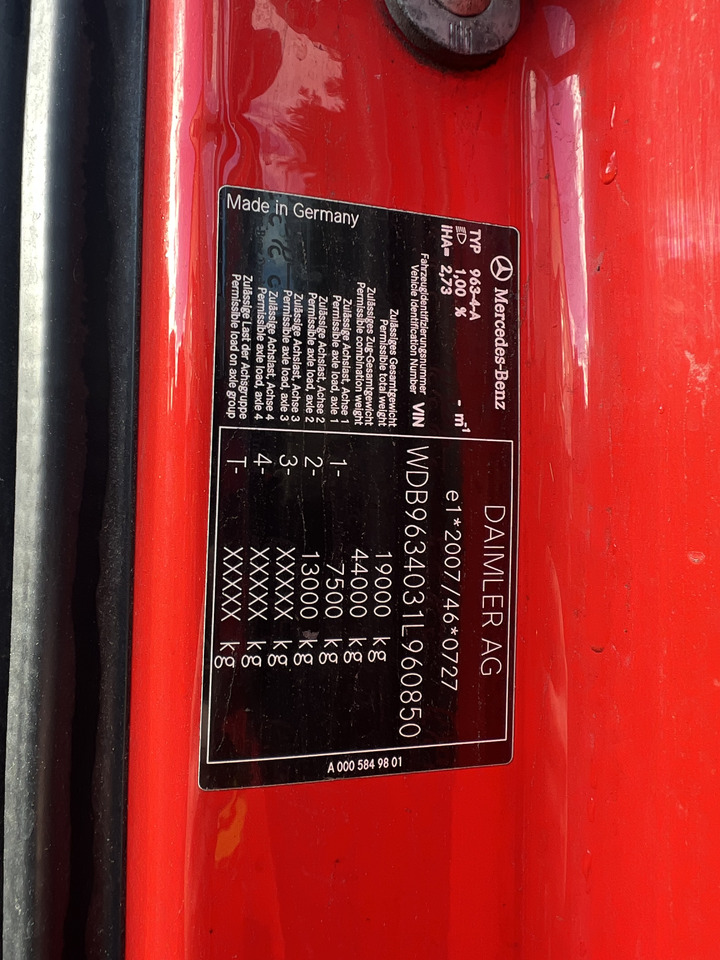 Mercedes-Benz
TYP 963-4-A
1,00 % - m⁻¹
IHA= 2,73
DAIMLER AG
e1*2007/46*0727
Fahrzeugidentifizierungsnummer
Vehicle Identification Number VIN WDB9634031L960850
Zulässiges Gesamtgewicht
Permissible total weight 19000 kg
Zulässiges Zug-Gesamtgewicht
Permissible combination weight 44000 kg
Zulässige Achslast, Achse 1
Permissible axle load, axle 1 1- 7500 kg
Zulässige Achslast, Achse 2
Permissible axle load, axle 2 2- 13000 kg
Zulässige Achslast, Achse 3
Permissible axle load, axle 3 3- XXXXX kg
Zulässige Achslast, Achse 4
Permissible axle load, axle 4 4- XXXXX kg
Zulässige Last der Achsgruppe
Permissible load on axle group T- XXXXX kg
Made in Germany
A 000 584 98 01